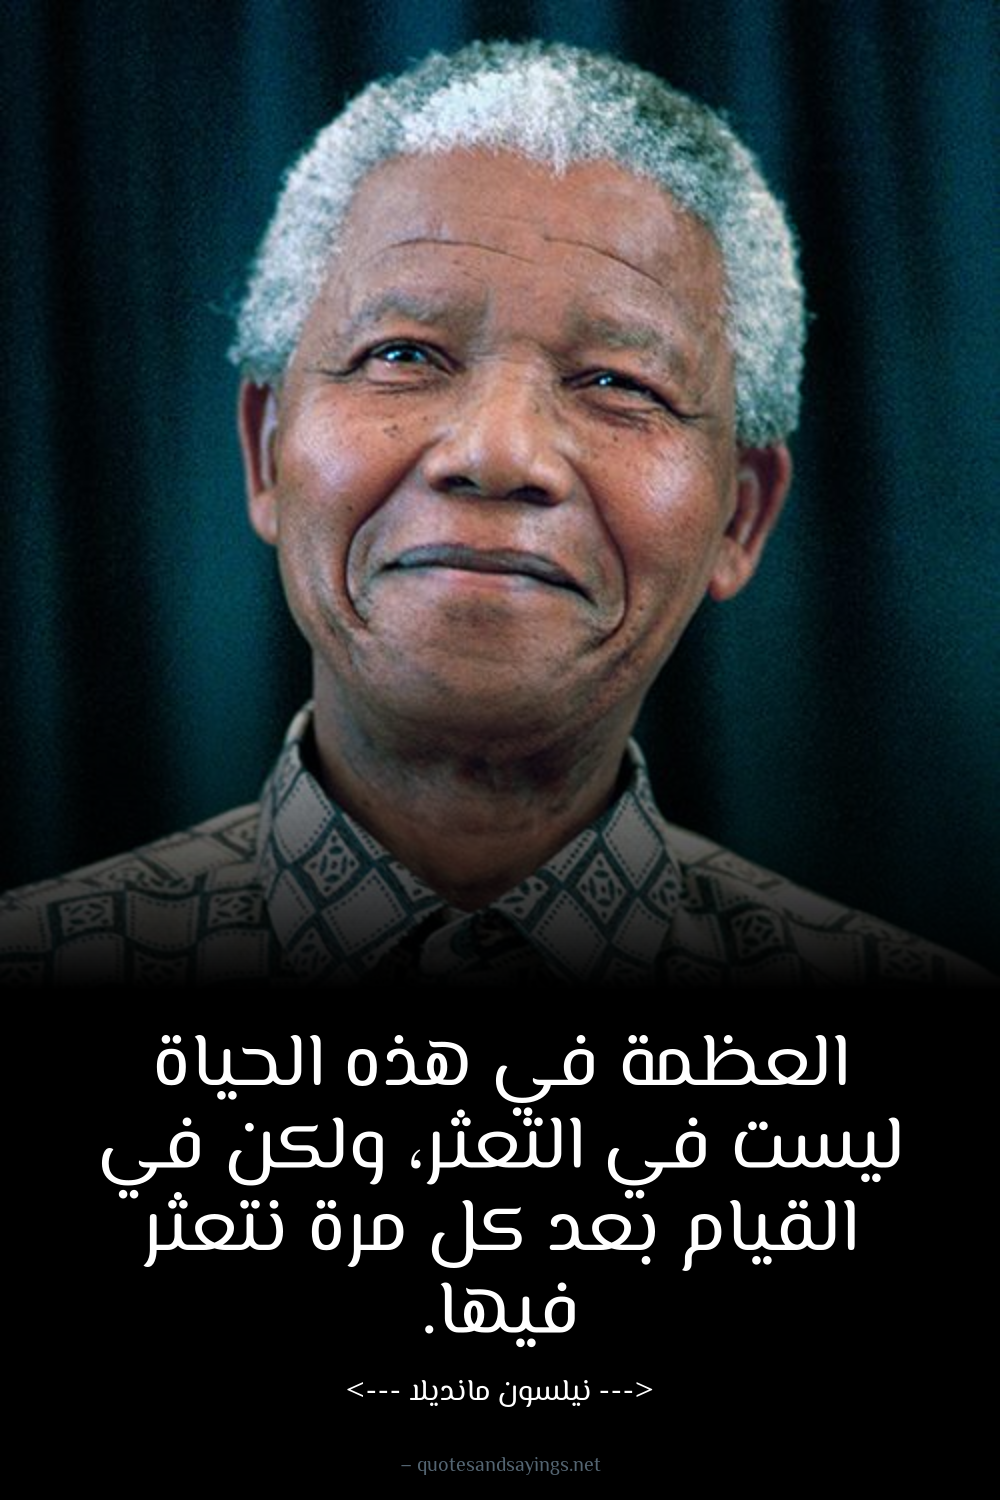 العظمة في هذه الحياة
ليست في التعثر، ولكن في
القيام بعد كل مرة نتعثر
فيها.
<--- نيلسون مانديلا --->
– quotesandsayings.net